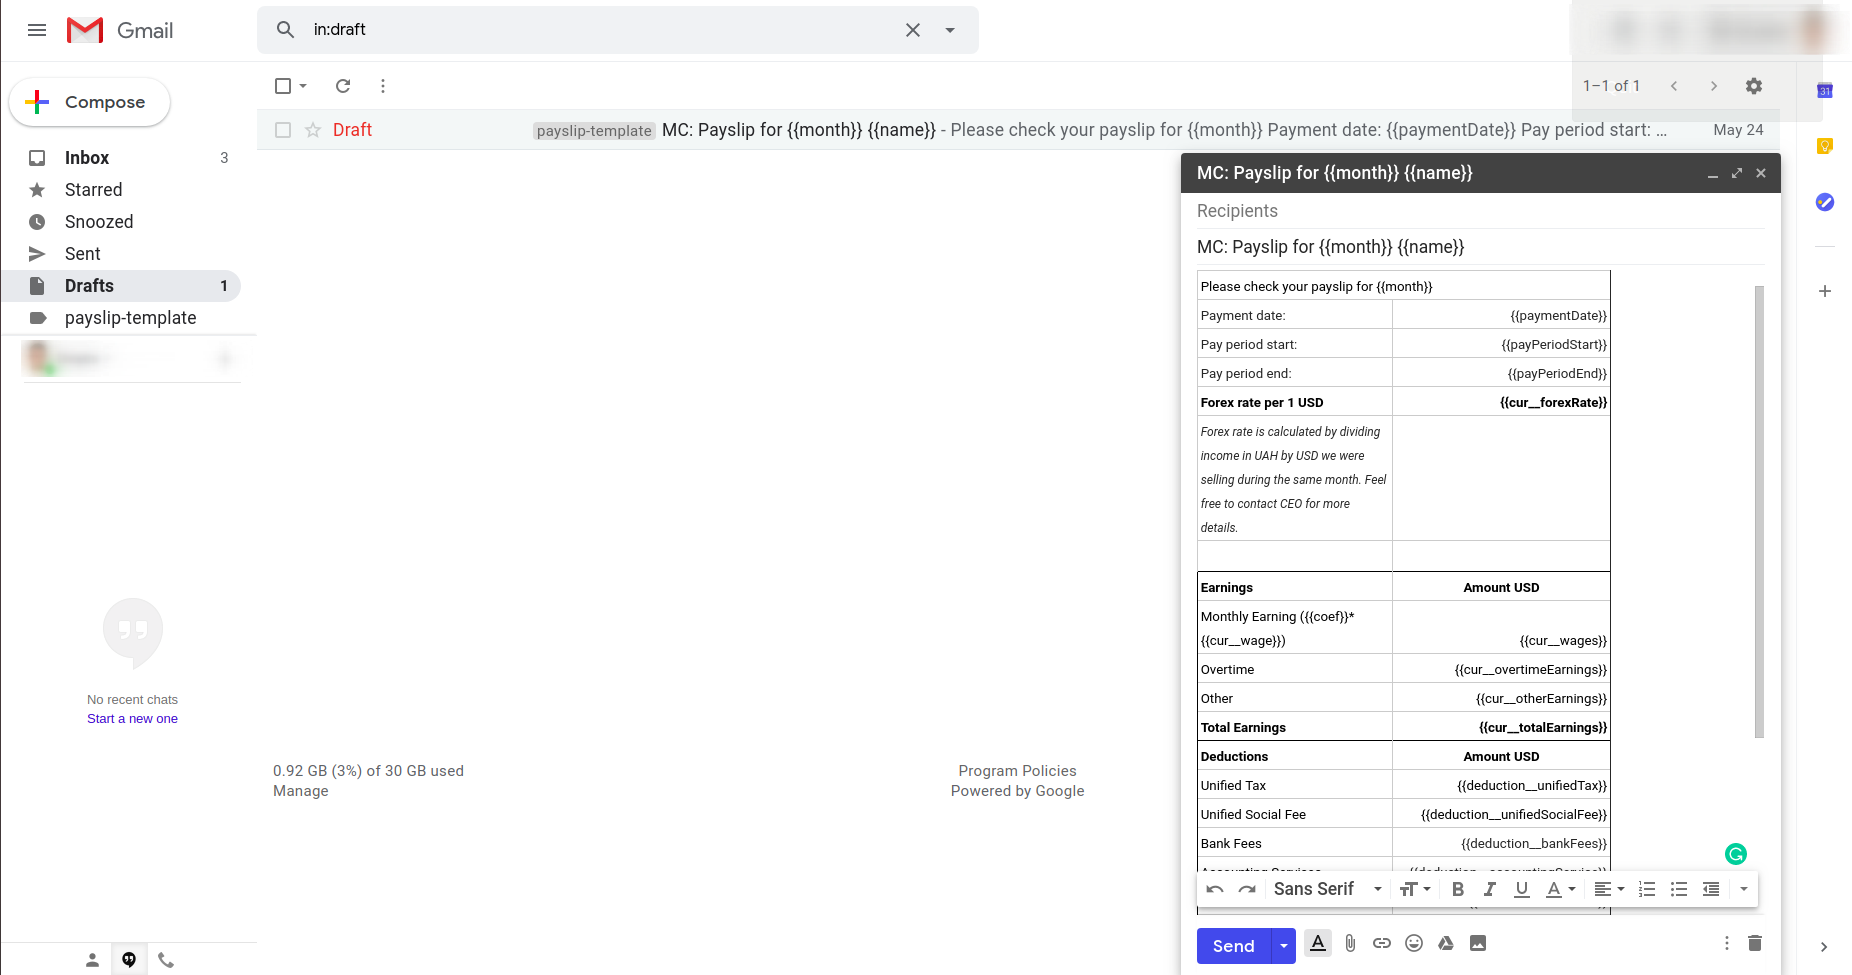 Gmail
in:draft
Compose
1–1 of 1
31
Draft payslip-template MC: Payslip for {{month}} {{name}} - Please check your payslip for {{month}} Payment date: {{paymentDate}} Pay period start: ... May 24
Inbox 3
Starred
Snoozed
Sent
Drafts 1
payslip-template
No recent chats
Start a new one
0.92 GB (3%) of 30 GB used
Manage
Program Policies
Powered by Google
MC: Payslip for {{month}} {{name}}
Recipients
MC: Payslip for {{month}} {{name}}
Please check your payslip for {{month}}
Payment date: {{paymentDate}}
Pay period start: {{payPeriodStart}}
Pay period end: {{payPeriodEnd}}
Forex rate per 1 USD {{cur__forexRate}}
Forex rate is calculated by dividing
income in UAH by USD we were
selling during the same month. Feel
free to contact CEO for more
details.
Earnings Amount USD
Monthly Earning ({{coef}}*
{{cur__wage}}) {{cur__wages}}
Overtime {{cur__overtimeEarnings}}
Other {{cur__otherEarnings}}
Total Earnings {{cur__totalEarnings}}
Deductions Amount USD
Unified Tax {{deduction__unifiedTax}}
Unified Social Fee {{deduction__unifiedSocialFee}}
Bank Fees {{deduction__bankFees}}
Sans Serif
Send